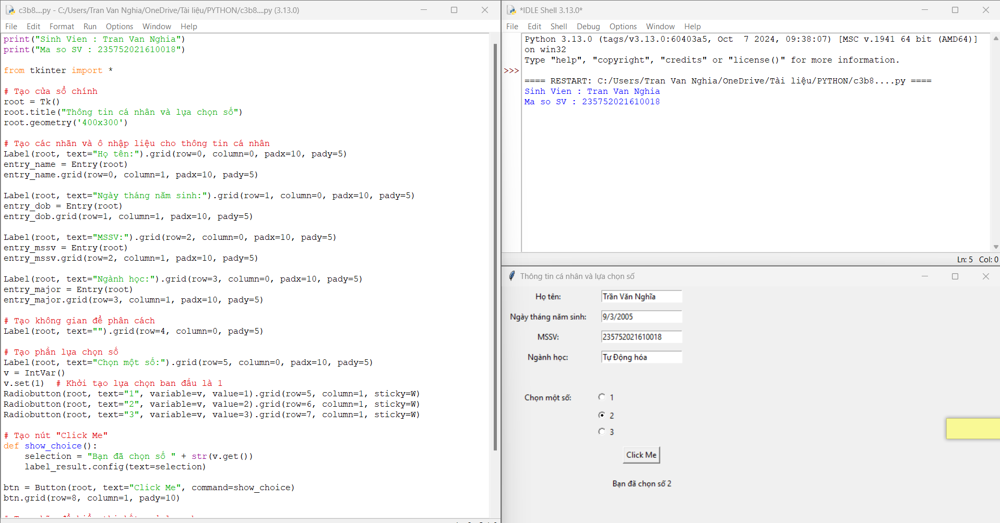 c3b8....py - C:/Users/Tran Van Nghia/OneDrive/Tài liệu/PYTHON/c3b8....py (3.13.0)
File Edit Format Run Options Window Help
print("Sinh Vien : Tran Van Nghia")
print("Ma so SV : 235752021610018")
from tkinter import *
# Tạo cửa sổ chính
root = Tk()
root.title("Thông tin cá nhân và lựa chọn số")
root.geometry('400x300')
# Tạo các nhãn và ô nhập liệu cho thông tin cá nhân
Label(root, text="Họ tên:").grid(row=0, column=0, padx=10, pady=5)
entry_name = Entry(root)
entry_name.grid(row=0, column=1, padx=10, pady=5)
Label(root, text="Ngày tháng năm sinh:").grid(row=1, column=0, padx=10, pady=5)
entry_dob = Entry(root)
entry_dob.grid(row=1, column=1, padx=10, pady=5)
Label(root, text="MSSV:").grid(row=2, column=0, padx=10, pady=5)
entry_mssv = Entry(root)
entry_mssv.grid(row=2, column=1, padx=10, pady=5)
Label(root, text="Ngành học:").grid(row=3, column=0, padx=10, pady=5)
entry_major = Entry(root)
entry_major.grid(row=3, column=1, padx=10, pady=5)
# Tạo không gian để phân cách
Label(root, text="").grid(row=4, column=0, pady=5)
# Tạo phần lựa chọn số
Label(root, text="Chọn một số:").grid(row=5, column=0, padx=10, pady=5)
v = IntVar()
v.set(1)  # Khởi tạo lựa chọn ban đầu là 1
Radiobutton(root, text="1", variable=v, value=1).grid(row=5, column=1, sticky=W)
Radiobutton(root, text="2", variable=v, value=2).grid(row=6, column=1, sticky=W)
Radiobutton(root, text="3", variable=v, value=3).grid(row=7, column=1, sticky=W)
# Tạo nút "Click Me"
def show_choice():
    selection = "Bạn đã chọn số " + str(v.get())
    label_result.config(text=selection)
btn = Button(root, text="Click Me", command=show_choice)
btn.grid(row=8, column=1, pady=10)
*IDLE Shell 3.13.0*
File Edit Shell Debug Options Window Help
Python 3.13.0 (tags/v3.13.0:60403a5, Oct  7 2024, 09:38:07) [MSC v.1941 64 bit (AMD64)]
on win32
Type "help", "copyright", "credits" or "license()" for more information.
>>>
==== RESTART: C:/Users/Tran Van Nghia/OneDrive/Tài liệu/PYTHON/c3b8....py ====
Sinh Vien : Tran Van Nghia
Ma so SV : 235752021610018
Ln: 5 Col: 0
Thông tin cá nhân và lựa chọn số
Họ tên: Trần Văn Nghĩa
Ngày tháng năm sinh: 9/3/2005
MSSV: 235752021610018
Ngành học: Tự Động hóa
Chọn một số: 1
2
3
Click Me
Bạn đã chọn số 2